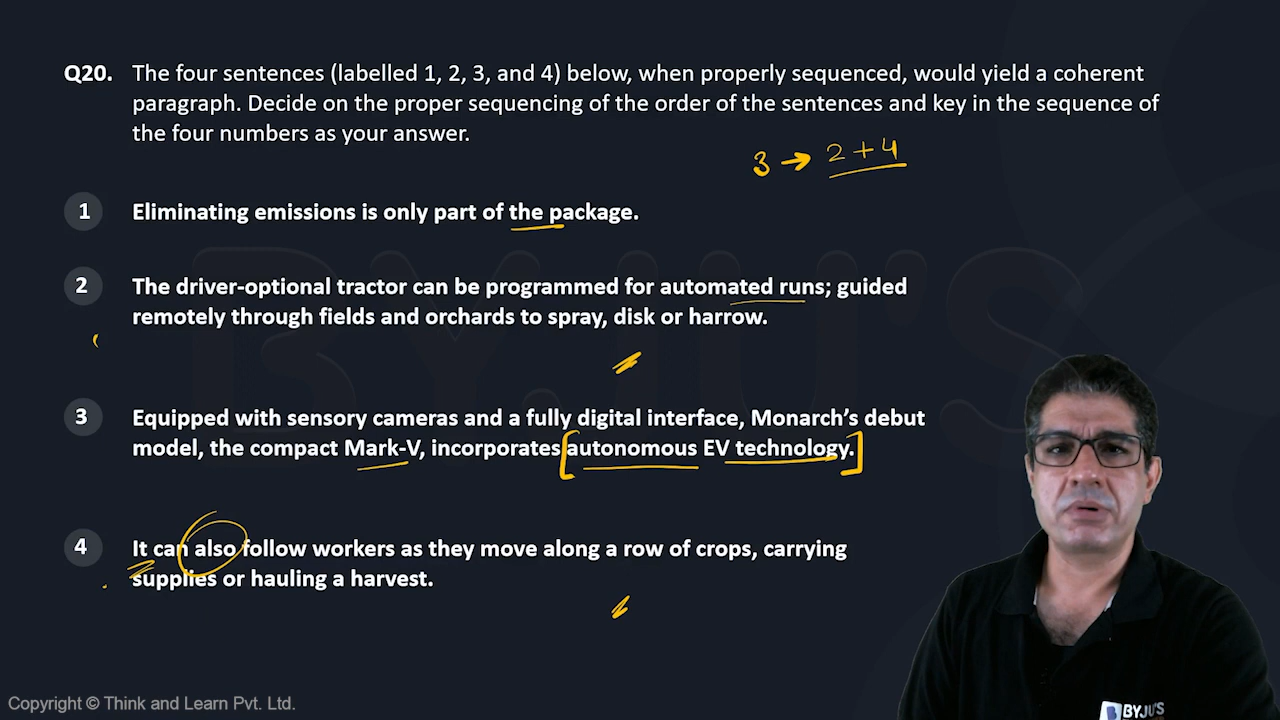 Q20. The four sentences (labelled 1, 2, 3, and 4) below, when properly sequenced, would yield a coherent
paragraph. Decide on the proper sequencing of the order of the sentences and key in the sequence of
the four numbers as your answer.
3 → 2+4
1 Eliminating emissions is only part of the package.
2 The driver-optional tractor can be programmed for automated runs; guided
remotely through fields and orchards to spray, disk or harrow.
3 Equipped with sensory cameras and a fully digital interface, Monarch’s debut
model, the compact Mark-V, incorporates [autonomous EV technology.]
4 It can also follow workers as they move along a row of crops, carrying
supplies or hauling a harvest.
BYJU'S
BYJU'S
Copyright © Think and Learn Pvt. Ltd.